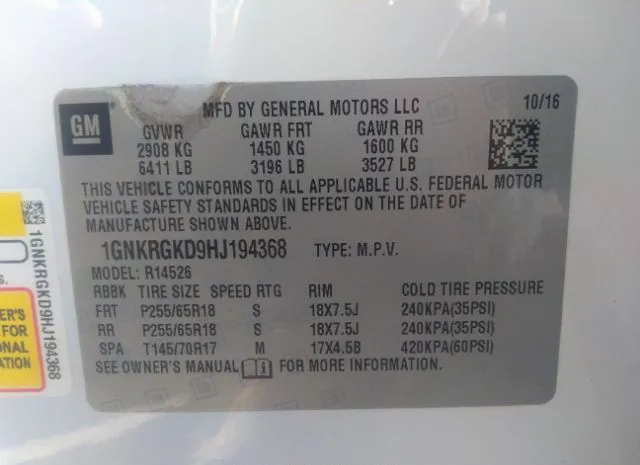 GM
MFD BY GENERAL MOTORS LLC 10/16
GVWR GAWR FRT GAWR RR
2908 KG 1450 KG 1600 KG
6411 LB 3196 LB 3527 LB
THIS VEHICLE CONFORMS TO ALL APPLICABLE U.S. FEDERAL MOTOR
VEHICLE SAFETY STANDARDS IN EFFECT ON THE DATE OF
MANUFACTURE SHOWN ABOVE.
1GNKRGKD9HJ194368 TYPE: M.P.V.
MODEL: R14526
RBBK TIRE SIZE SPEED RTG RIM COLD TIRE PRESSURE
FRT P255/65R18 S 18X7.5J 240KPA(35PSI)
RR P255/65R18 S 18X7.5J 240KPA(35PSI)
SPA T145/70R17 M 17X4.5B 420KPA(60PSI)
SEE OWNER'S MANUAL FOR MORE INFORMATION.
1GNKRGKD9HJ194368
S.
ER'S
FOR
ONAL
N